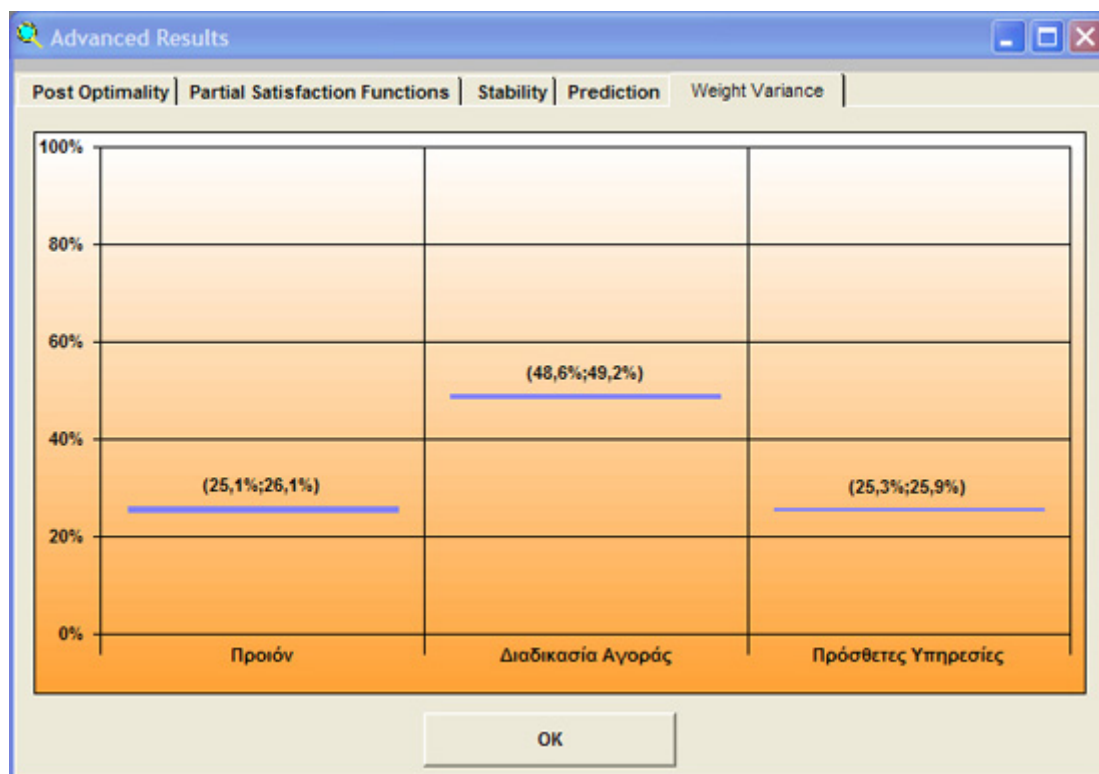 Advanced Results
Post Optimality Partial Satisfaction Functions Stability Prediction Weight Variance
100%
80%
60%
(48,6%;49,2%)
40%
(25,1%;26,1%) (25,3%;25,9%)
20%
0%
Προιόν Διαδικασία Αγοράς Πρόσθετες Υπηρεσίες
OK